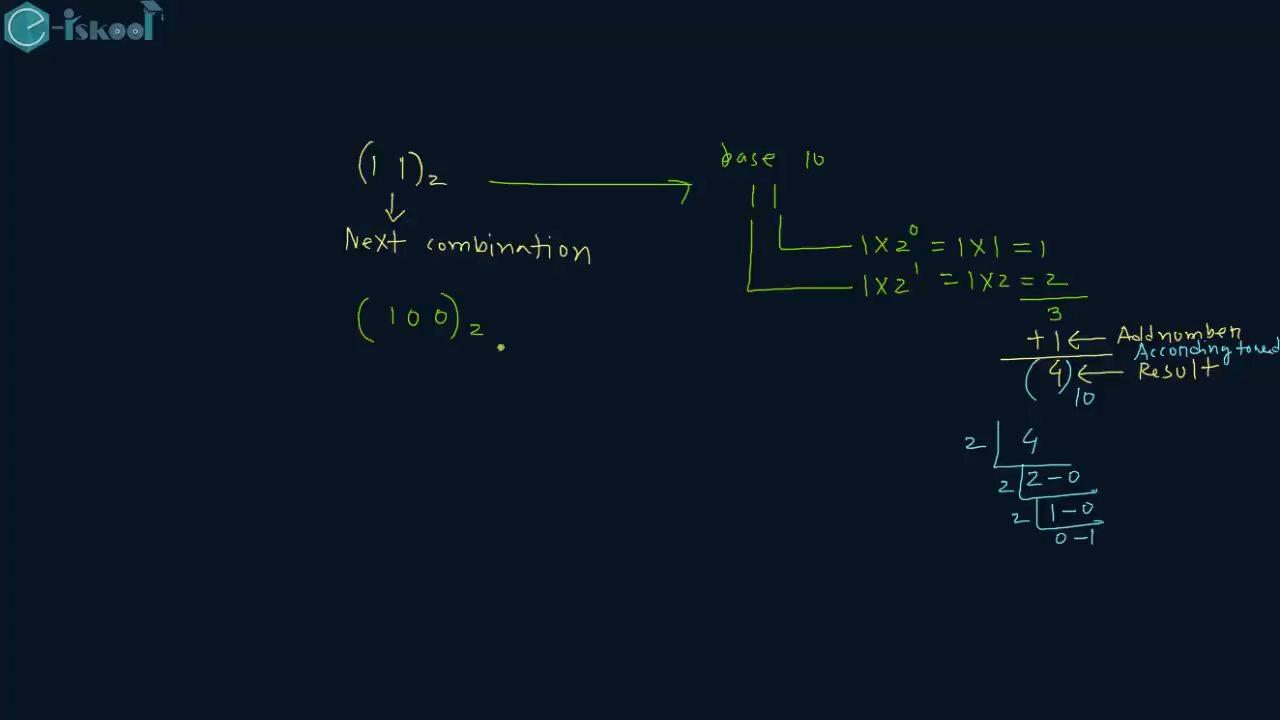 e-iskool
(1 1)₂
↓
Next combination
(1 0 0)₂
base 10
1 1
1 X 2⁰ = 1 X 1 = 1
1 X 2¹ = 1 X 2 = 2
3
+ 1 ← Add number
According to need
(4)₁₀ ← Result
2 | 4
2 | 2 - 0
2 | 1 - 0
0 - 1